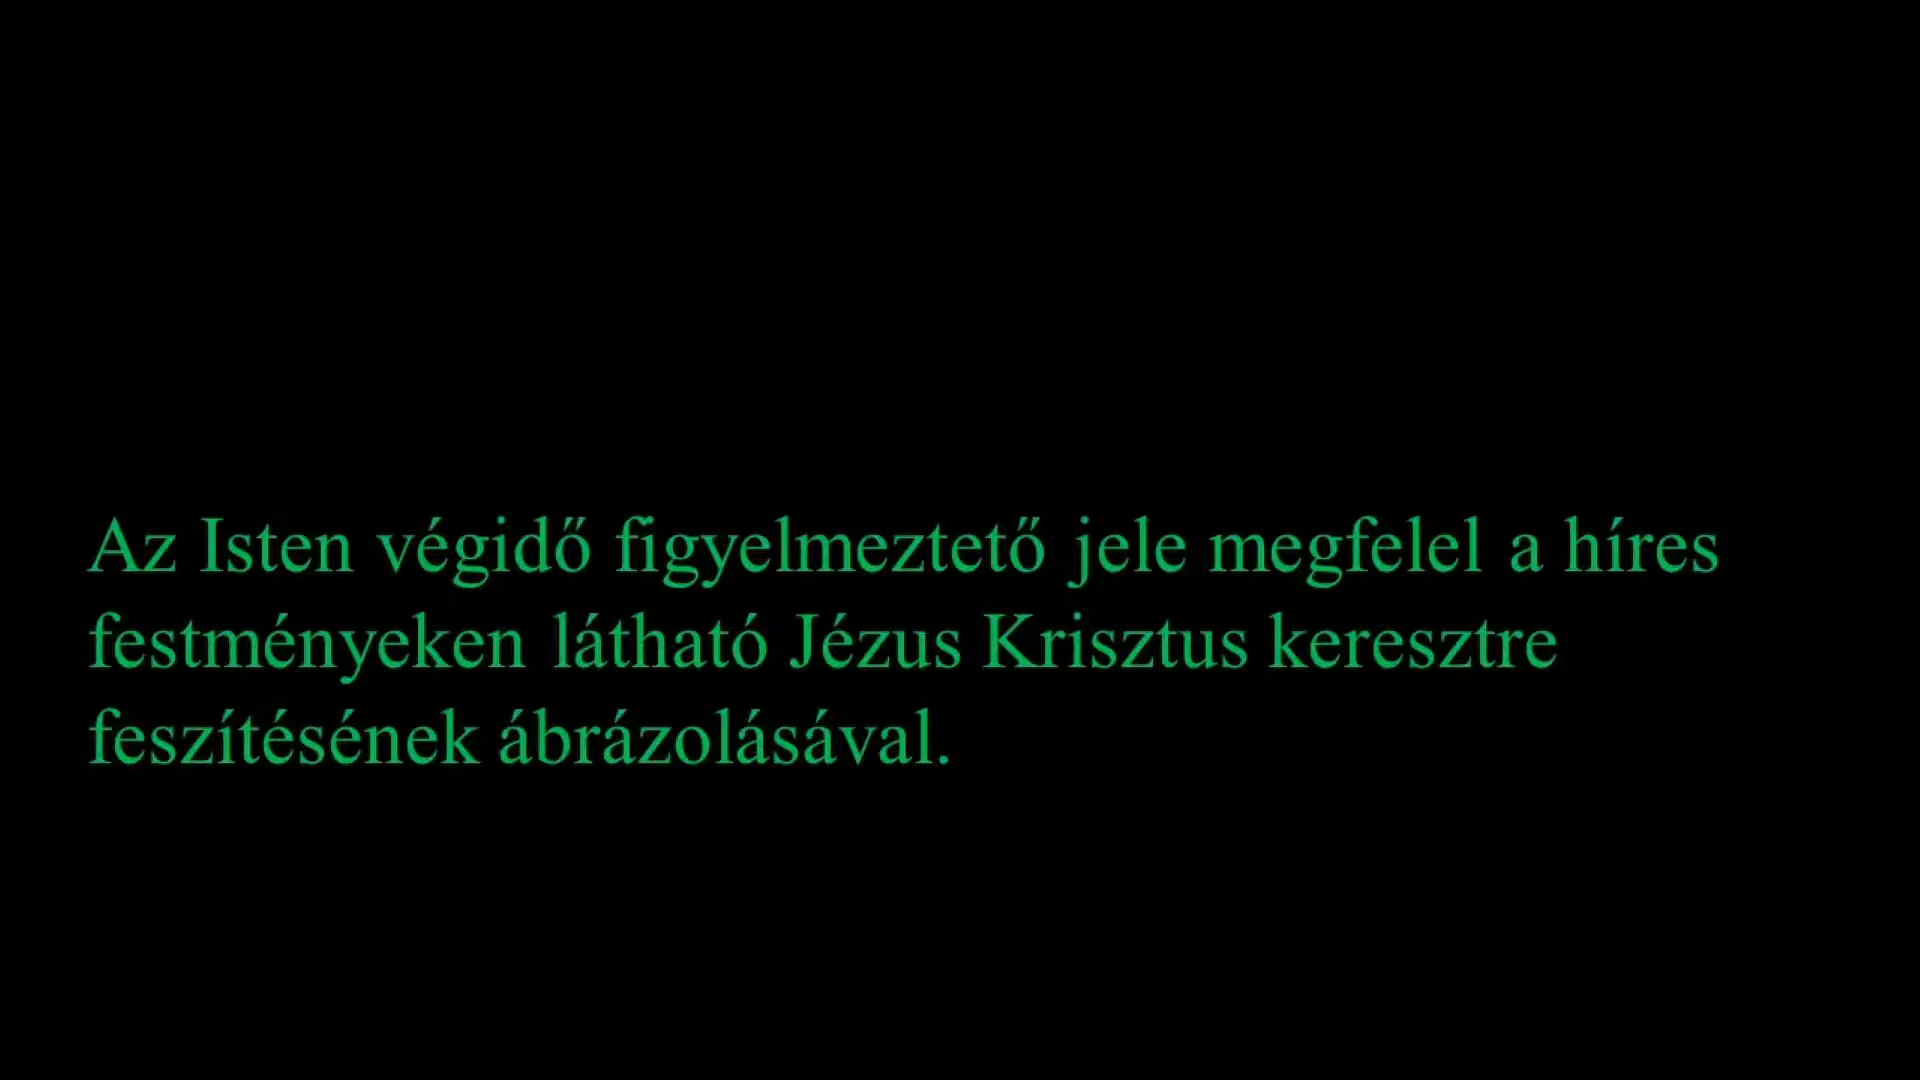 Az Isten végidő figyelmeztető jele megfelel a híres
festményeken látható Jézus Krisztus keresztre
feszítésének ábrázolásával.